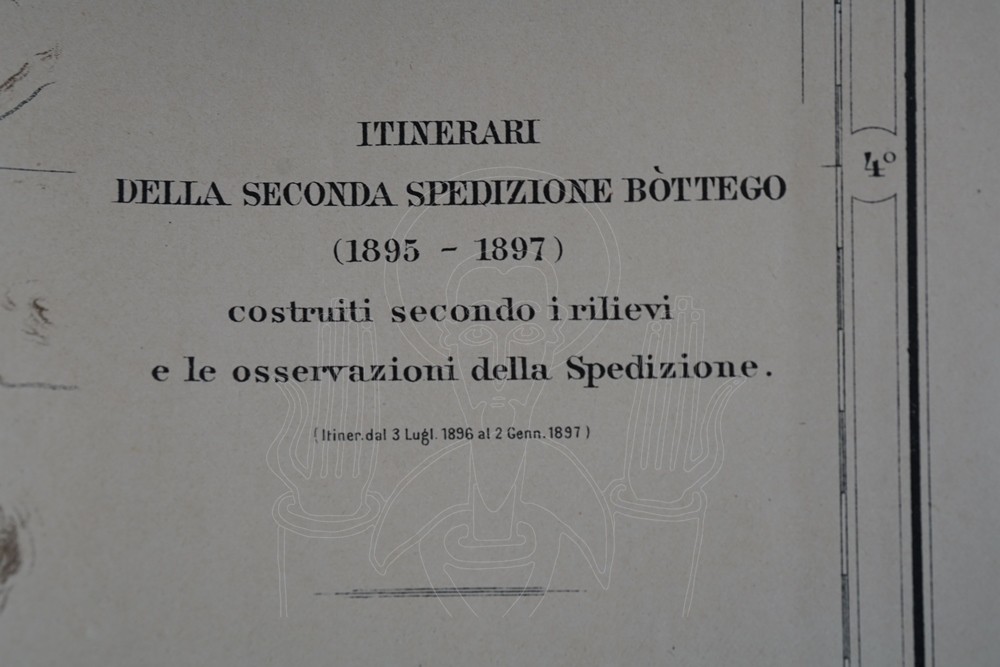 ITINERARI
DELLA SECONDA SPEDIZIONE BÒTTEGO
(1895 - 1897)
costruiti secondo i rilievi
e le osservazioni della Spedizione.
(Itiner. dal 3 Lugl. 1896 al 2 Genn. 1897)
4º